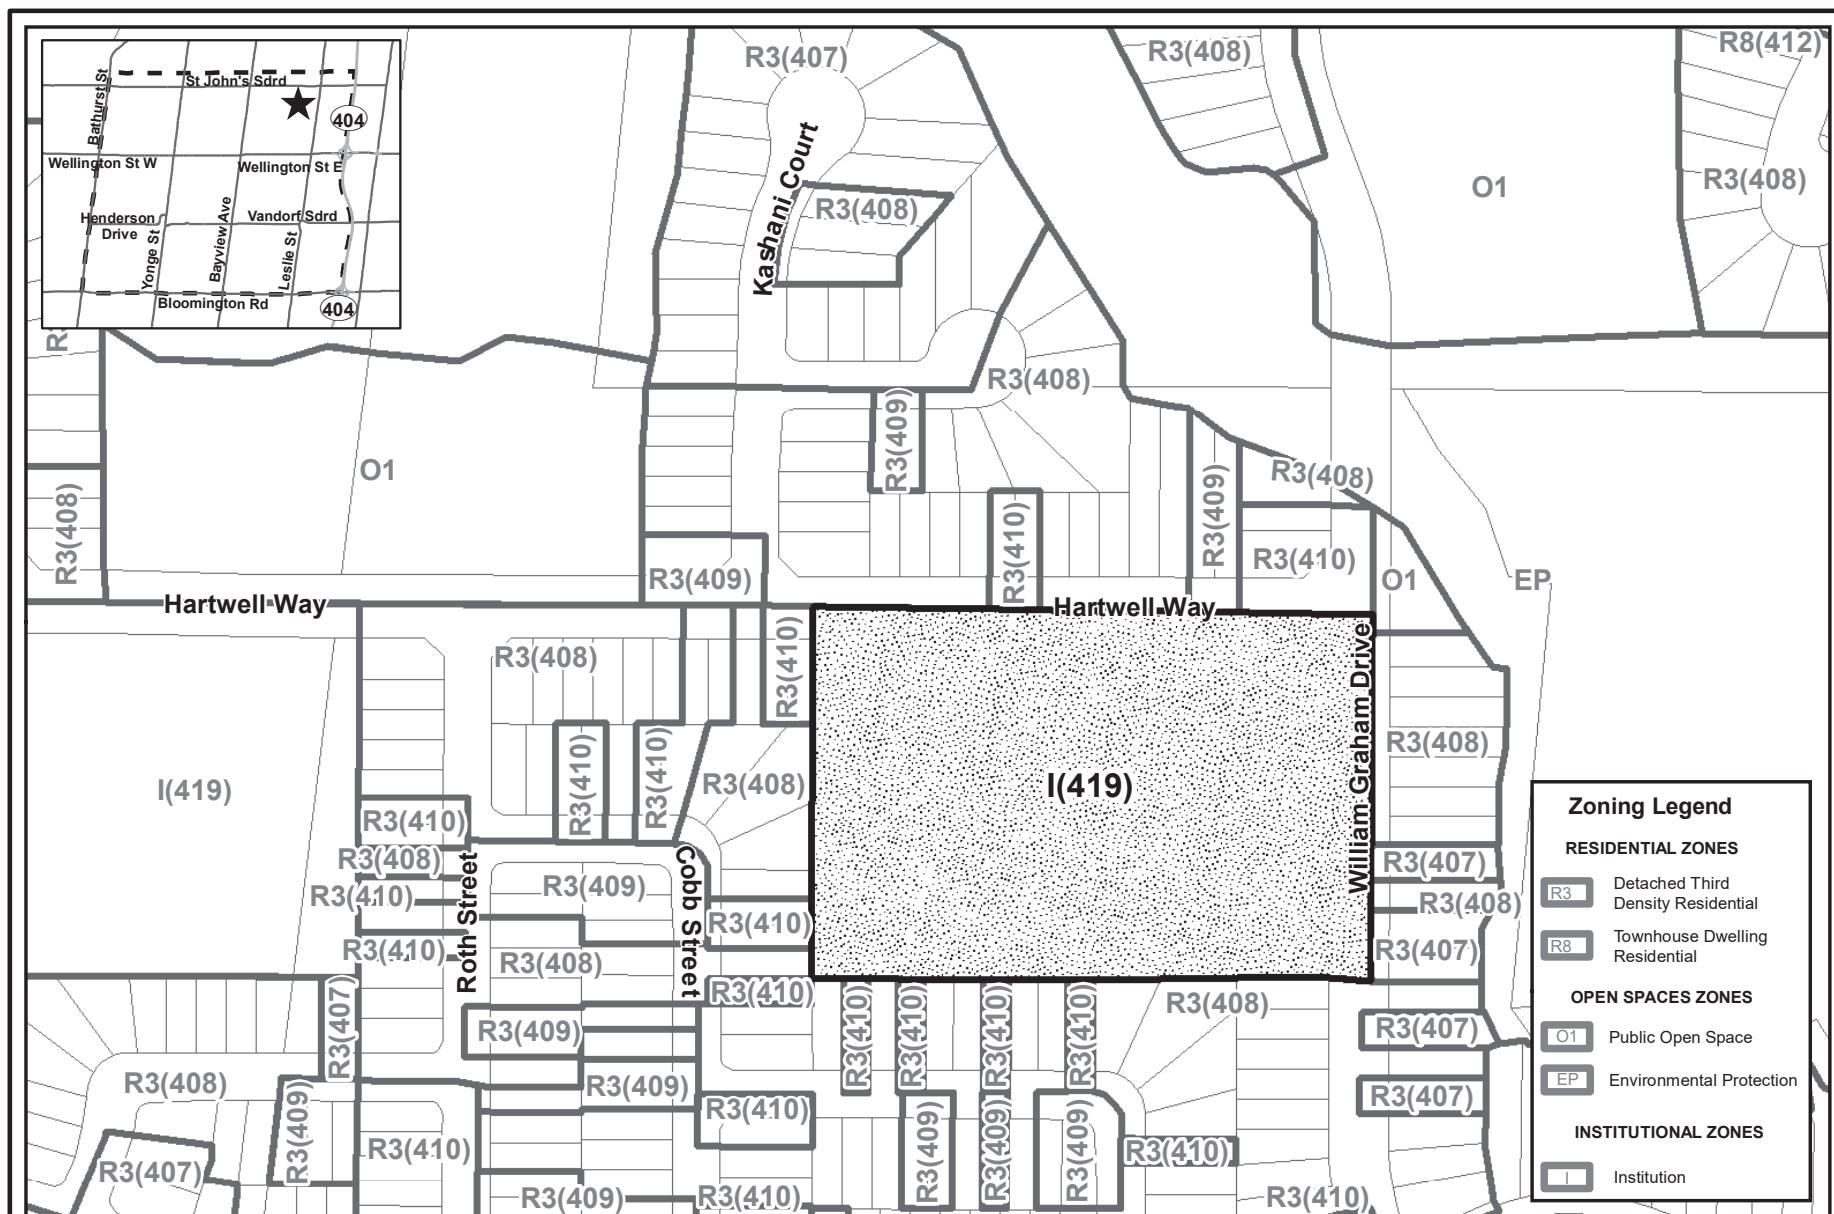 St John's Sdrd
Bathurst St
404
Wellington St W
Wellington St E
Henderson
Drive
Vandorf Sdrd
Yonge St
Bayview Ave
Leslie St
Bloomington Rd
404
R3(407)
R3(408)
R8(412)
O1
R3(408)
Kashani Court
R3(408)
R3(408)
R3(409)
O1
R3(408)
R3(409)
R3(408)
R3(410)
R3(410)
R3(409)
O1
EP
Hartwell Way
Hartwell Way
R3(408)
R3(410)
William Graham Drive
I(419)
R3(410)
R3(410)
R3(408)
I(419)
R3(408)
R3(410)
R3(408)
R3(410)
R3(410)
Roth Street
R3(409)
Cobb Street
R3(410)
R3(408)
R3(410)
R3(407)
R3(408)
R3(407)
R3(407)
R3(409)
R3(410)
R3(410)
R3(410)
R3(410)
R3(408)
R3(407)
R3(408)
R3(409)
R3(409)
R3(410)
R3(407)
R3(407)
R3(410)
R3(409)
R3(410)
R3(409)
R3(409)
R3(409)
R3(410)
R3(410)
Zoning Legend
RESIDENTIAL ZONES
R3
Detached Third
Density Residential
R8
Townhouse Dwelling
Residential
OPEN SPACES ZONES
O1
Public Open Space
EP
Environmental Protection
INSTITUTIONAL ZONES
I
Institution